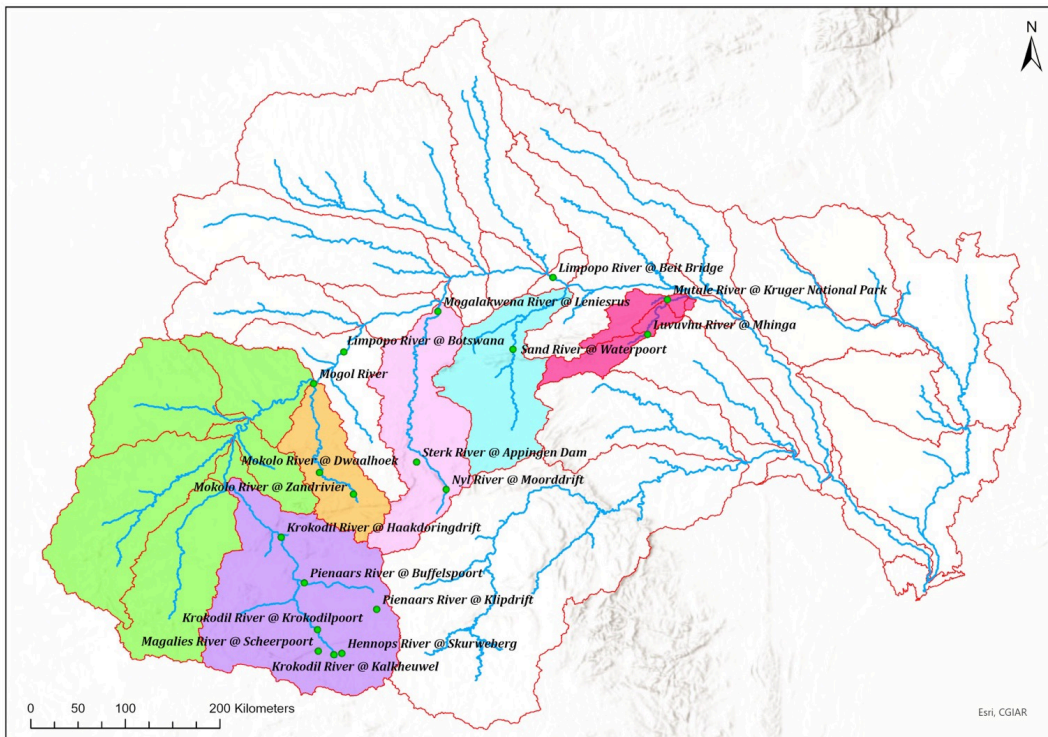 N
Limpopo River @ Beit Bridge
Mutale River @ Kruger National Park
Mogalakwena River @ Leniesrus
Luvuvhu River @ Mhinga
Limpopo River @ Botswana
Sand River @ Waterpoort
Mogol River
Sterk River @ Appingen Dam
Mokolo River @ Dwaalhoek
Nyl River @ Moorddrift
Mokolo River @ Zandrivier
Krokodil River @ Haakdoringdrift
Pienaars River @ Buffelspoort
Pienaars River @ Klipdrift
Krokodil River @ Krokodilpoort
Magalies River @ Scheerpoort
Hennops River @ Skurweberg
Krokodil River @ Kalkheuwel
0 50 100 200 Kilometers
Esri, CGIAR